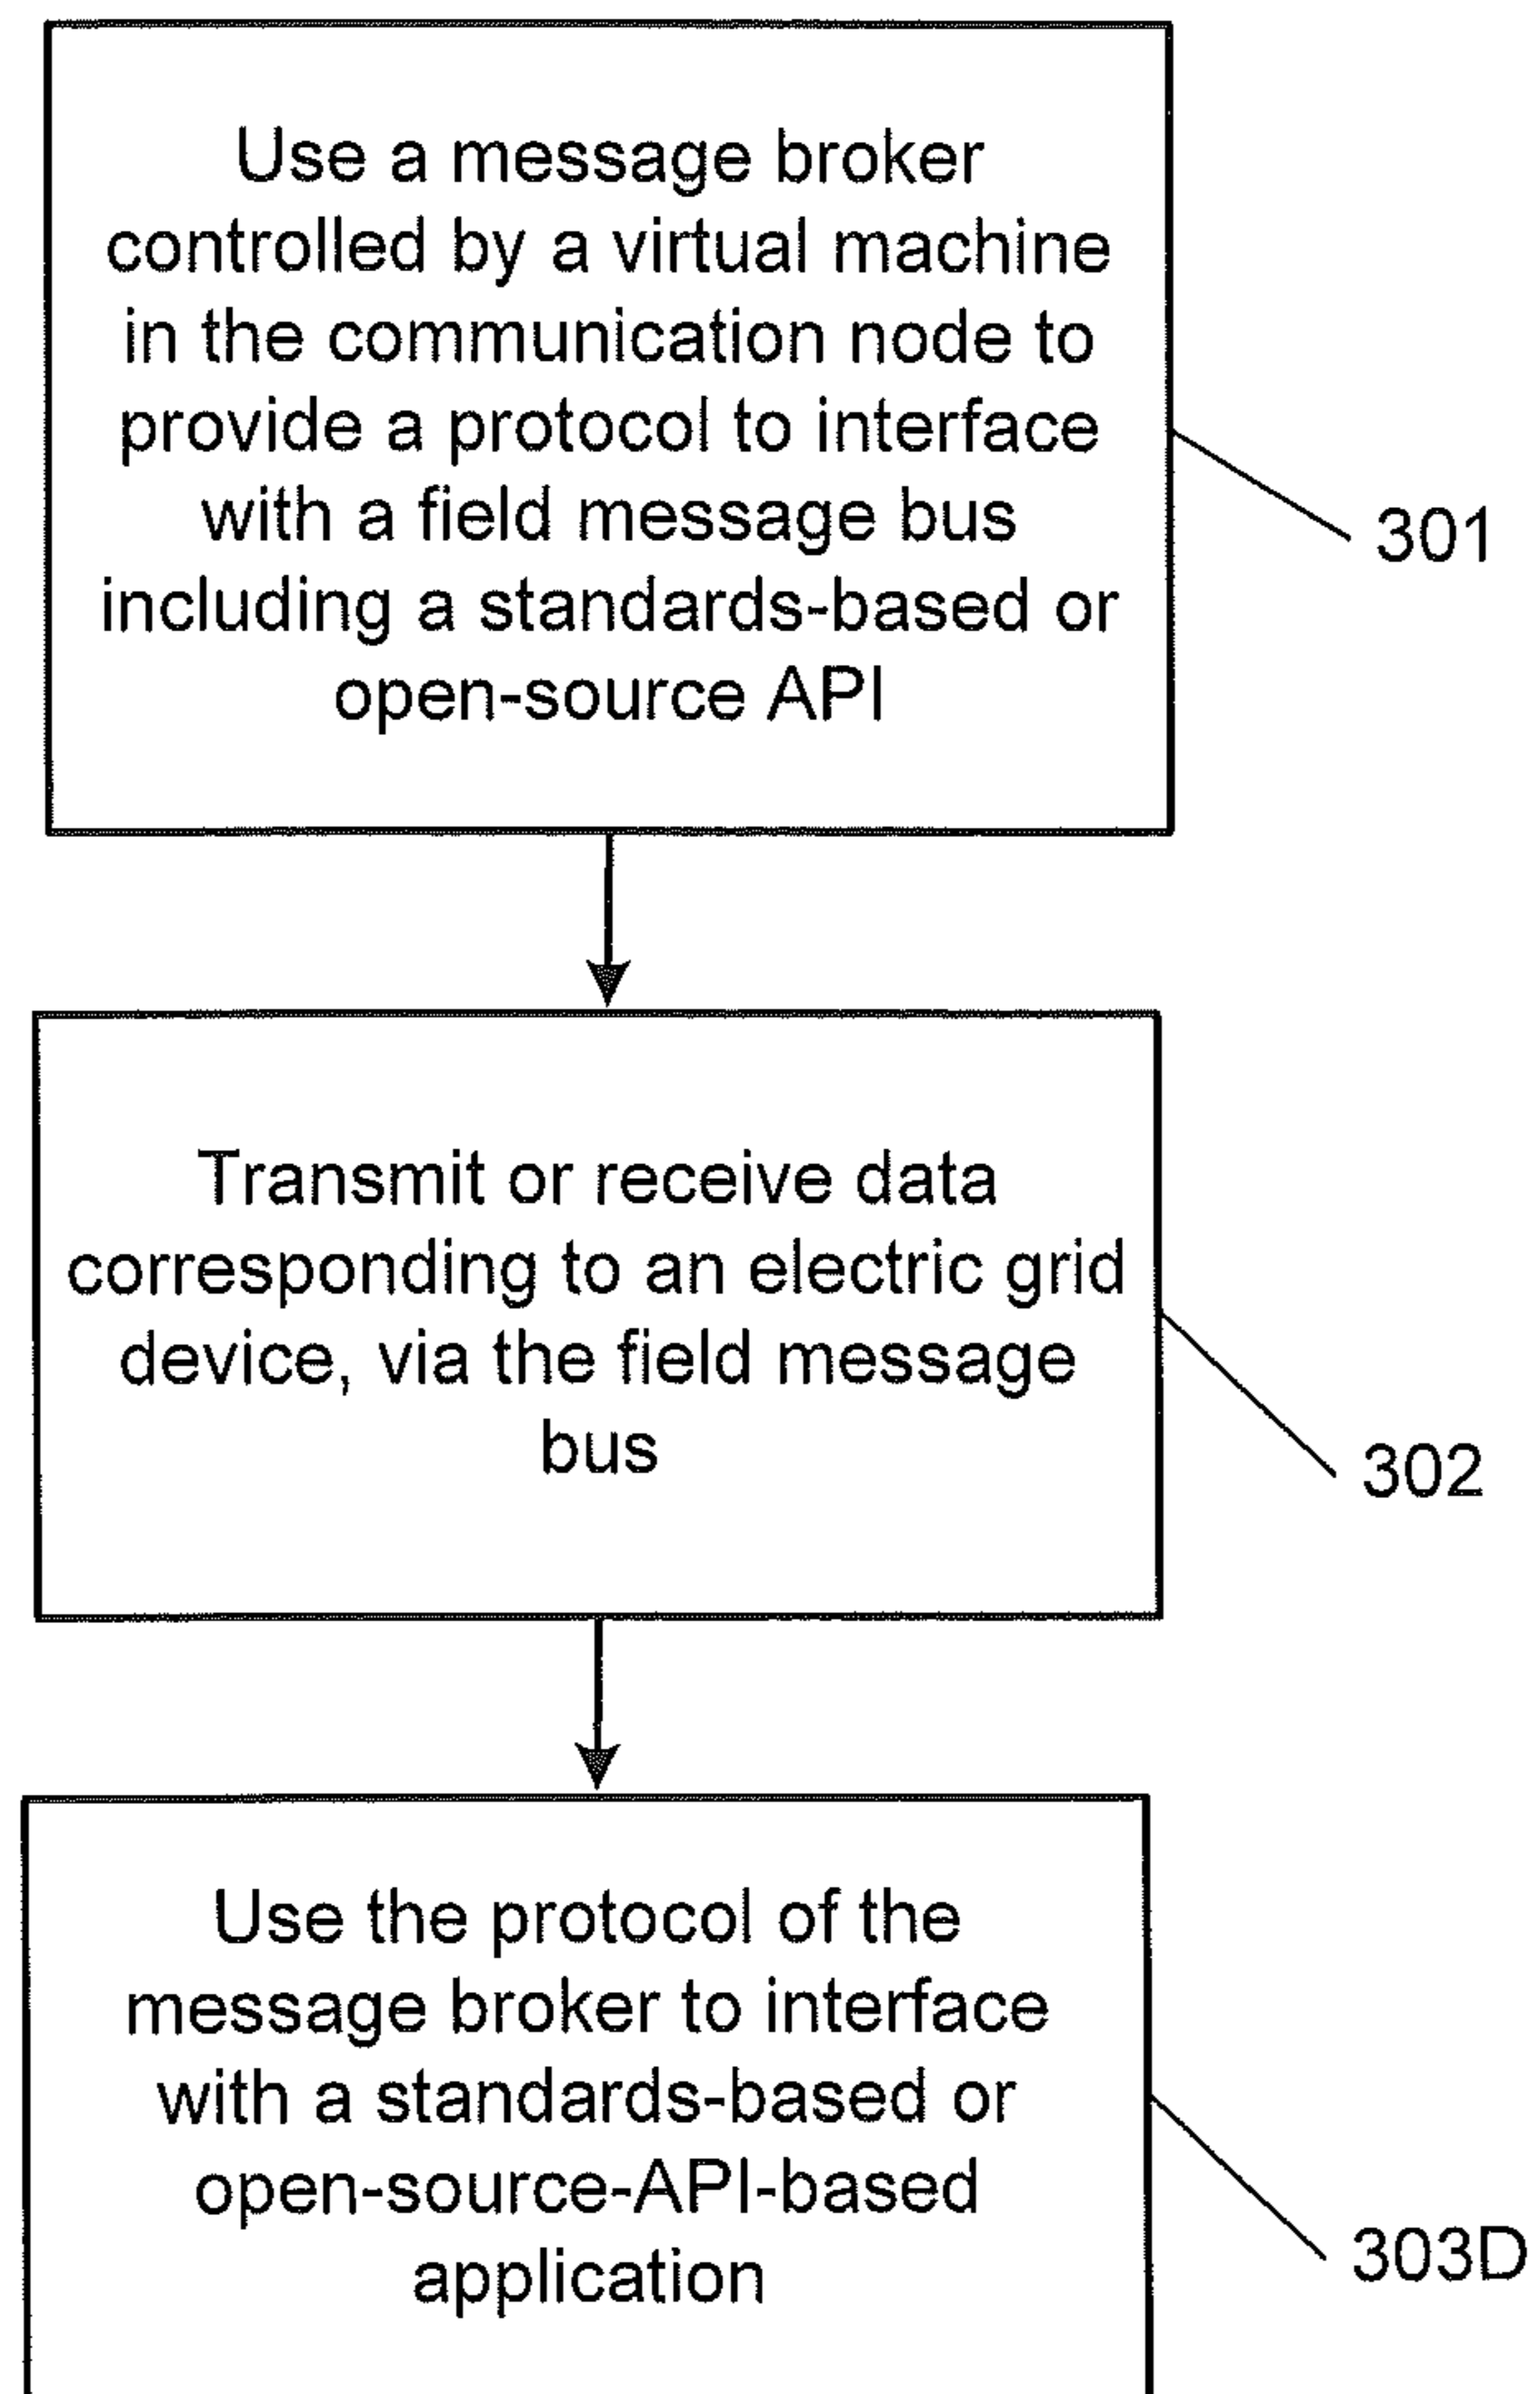 Use a message broker
controlled by a virtual machine
in the communication node to
provide a protocol to interface
with a field message bus
including a standards-based or
open-source API
301
Transmit or receive data
corresponding to an electric grid
device, via the field message
bus
302
Use the protocol of the
message broker to interface
with a standards-based or
open-source-API-based
application
303D